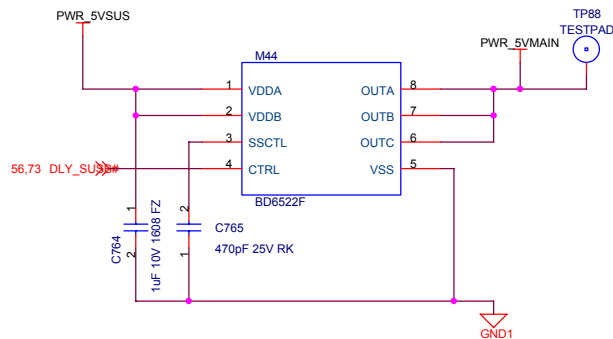 TP88
PWR_5VSUS
TESTPAD
PWR_5VMAIN
M44
1 VDDA OUTA 8
2 VDDB OUTB 7
3 SSCTL OUTC 6
56,73 DLY_SUSB# 4 CTRL VSS 5
BD6522F
1
2
C764
1uF 10V 1608 FZ
2
1
C765
470pF 25V RK
GND1